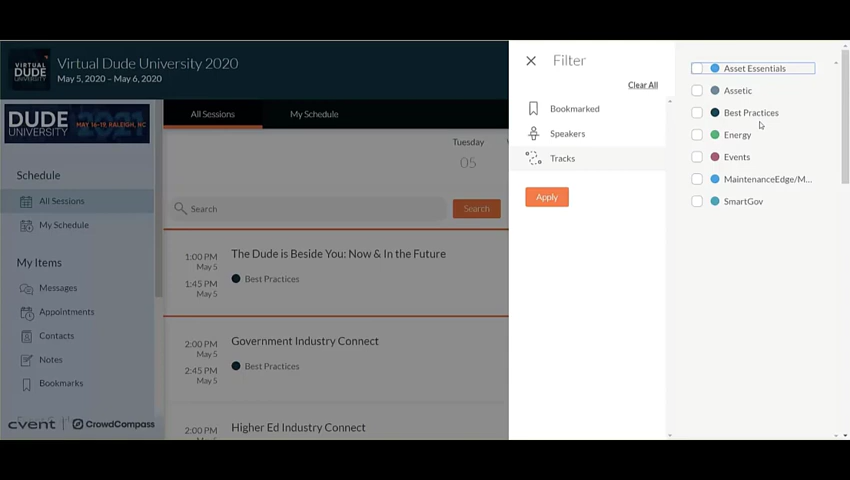 VIRTUAL
DUDE
UNIVERSITY
Virtual Dude University 2020
May 5, 2020 – May 6, 2020
DUDE
UNIVERSITY
2021
MAY 16-19, RALEIGH, NC
Schedule
All Sessions
My Schedule
My Items
Messages
Appointments
Contacts
Notes
Bookmarks
cvent | CrowdCompass
All Sessions
My Schedule
Tuesday
05
Search
Search
1:00 PM
May 5
1:45 PM
May 5
The Dude is Beside You: Now & In the Future
Best Practices
2:00 PM
May 5
2:45 PM
May 5
Government Industry Connect
Best Practices
Higher Ed Industry Connect
Filter
Clear All
Bookmarked
Speakers
Tracks
Apply
Asset Essentials
Assetic
Best Practices
Energy
Events
MaintenanceEdge/M...
SmartGov